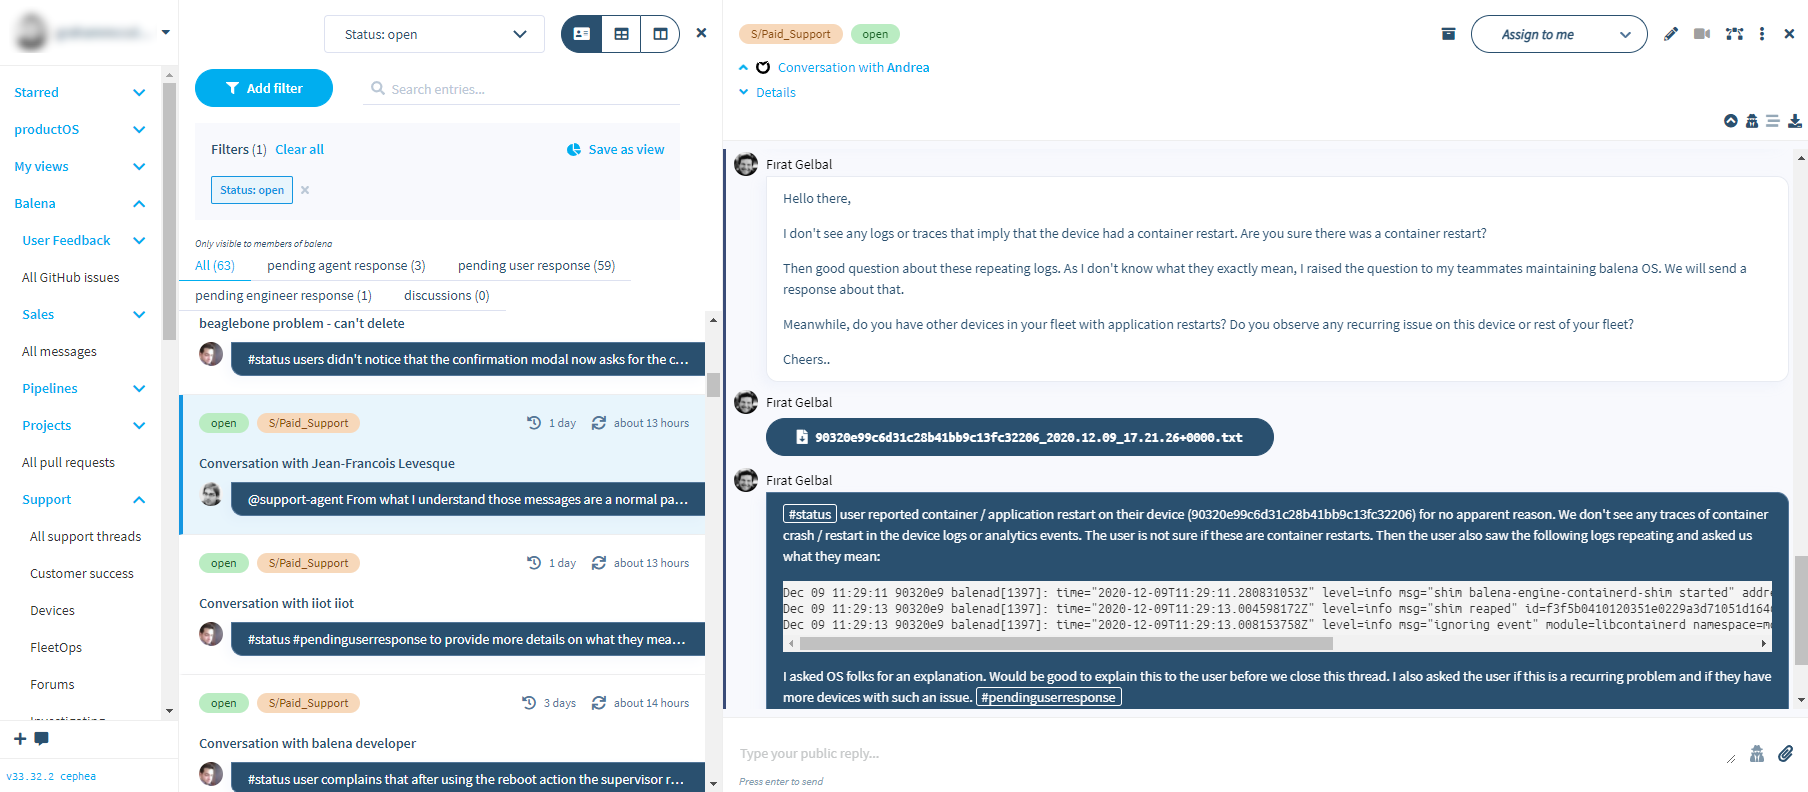 Starred
productOS
My views
Balena
User Feedback
All GitHub issues
Sales
All messages
Pipelines
Projects
All pull requests
Support
All support threads
Customer success
Devices
FleetOps
Forums
Investigating
v33.32.2 cephea
Status: open
Add filter
Search entries...
Filters (1) Clear all
Save as view
Status: open
Only visible to members of balena
All (63) pending agent response (3) pending user response (59)
pending engineer response (1) discussions (0)
beaglebone problem - can't delete
#status users didn't notice that the confirmation modal now asks for the c...
open S/Paid_Support 1 day about 13 hours
Conversation with Jean-Francois Levesque
@support-agent From what I understand those messages are a normal pa...
open S/Paid_Support 1 day about 13 hours
Conversation with iiot iiot
#status #pendinguserresponse to provide more details on what they mea...
open S/Paid_Support 3 days about 14 hours
Conversation with balena developer
#status user complains that after using the reboot action the supervisor r...
S/Paid_Support open
Assign to me
Conversation with Andrea
Details
Fırat Gelbal
Hello there,
I don't see any logs or traces that imply that the device had a container restart. Are you sure there was a container restart?
Then good question about these repeating logs. As I don't know what they exactly mean, I raised the question to my teammates maintaining balena OS. We will send a
response about that.
Meanwhile, do you have other devices in your fleet with application restarts? Do you observe any recurring issue on this device or rest of your fleet?
Cheers..
Fırat Gelbal
90320e99c6d31c28b41bb9c13fc32206_2020.12.09_17.21.26+0000.txt
Fırat Gelbal
#status user reported container / application restart on their device (90320e99c6d31c28b41bb9c13fc32206) for no apparent reason. We don't see any traces of container
crash / restart in the device logs or analytics events. The user is not sure if these are container restarts. Then the user also saw the following logs repeating and asked us
what they mean:
Dec 09 11:29:11 90320e9 balenad[1397]: time="2020-12-09T11:29:11.280831053Z" level=info msg="shim balena-engine-containerd-shim started" addre
Dec 09 11:29:13 90320e9 balenad[1397]: time="2020-12-09T11:29:13.004598172Z" level=info msg="shim reaped" id=f3f5b0410120351e0229a3d71051d164
Dec 09 11:29:13 90320e9 balenad[1397]: time="2020-12-09T11:29:13.008153758Z" level=info msg="ignoring event" module=libcontainerd namespace=mo
I asked OS folks for an explanation. Would be good to explain this to the user before we close this thread. I also asked the user if this is a recurring problem and if they have
more devices with such an issue. #pendinguserresponse
Type your public reply...
Press enter to send